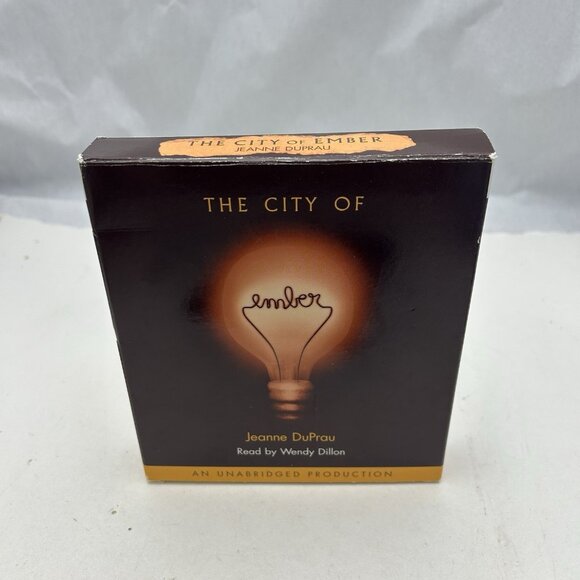 THE CITY OF EMBER
JEANNE DUPRAU
THE CITY OF
ember
Jeanne DuPrau
Read by Wendy Dillon
AN UNABRIDGED PRODUCTION